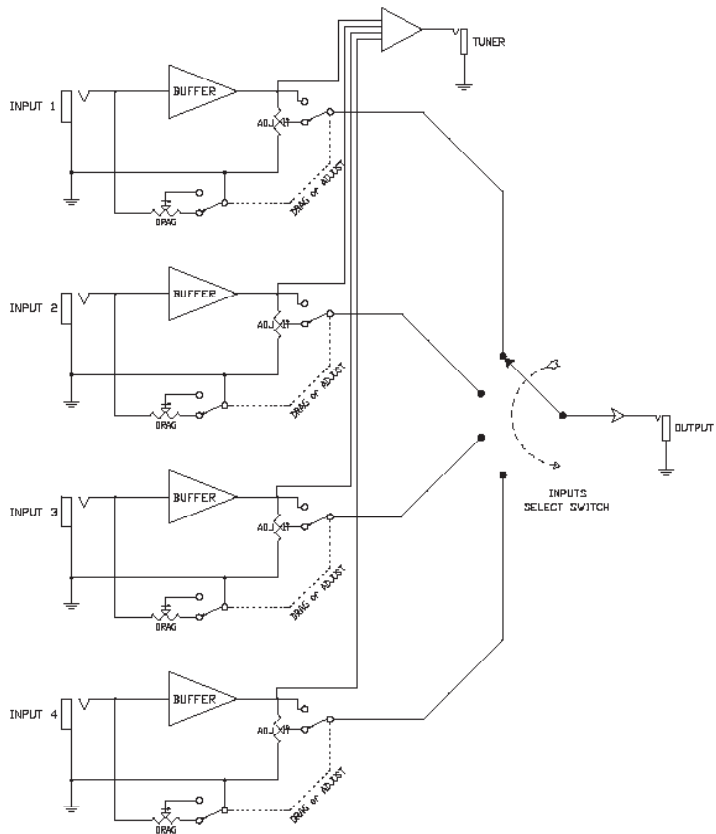 TUNER
INPUT 1
BUFFER
ADJ
DRAG or ADJUST
DRAG
INPUT 2
BUFFER
ADJ
DRAG or ADJUST
DRAG
OUTPUT
INPUTS
SELECT SWITCH
INPUT 3
BUFFER
ADJ
DRAG or ADJUST
DRAG
INPUT 4
BUFFER
ADJ
DRAG or ADJUST
DRAG